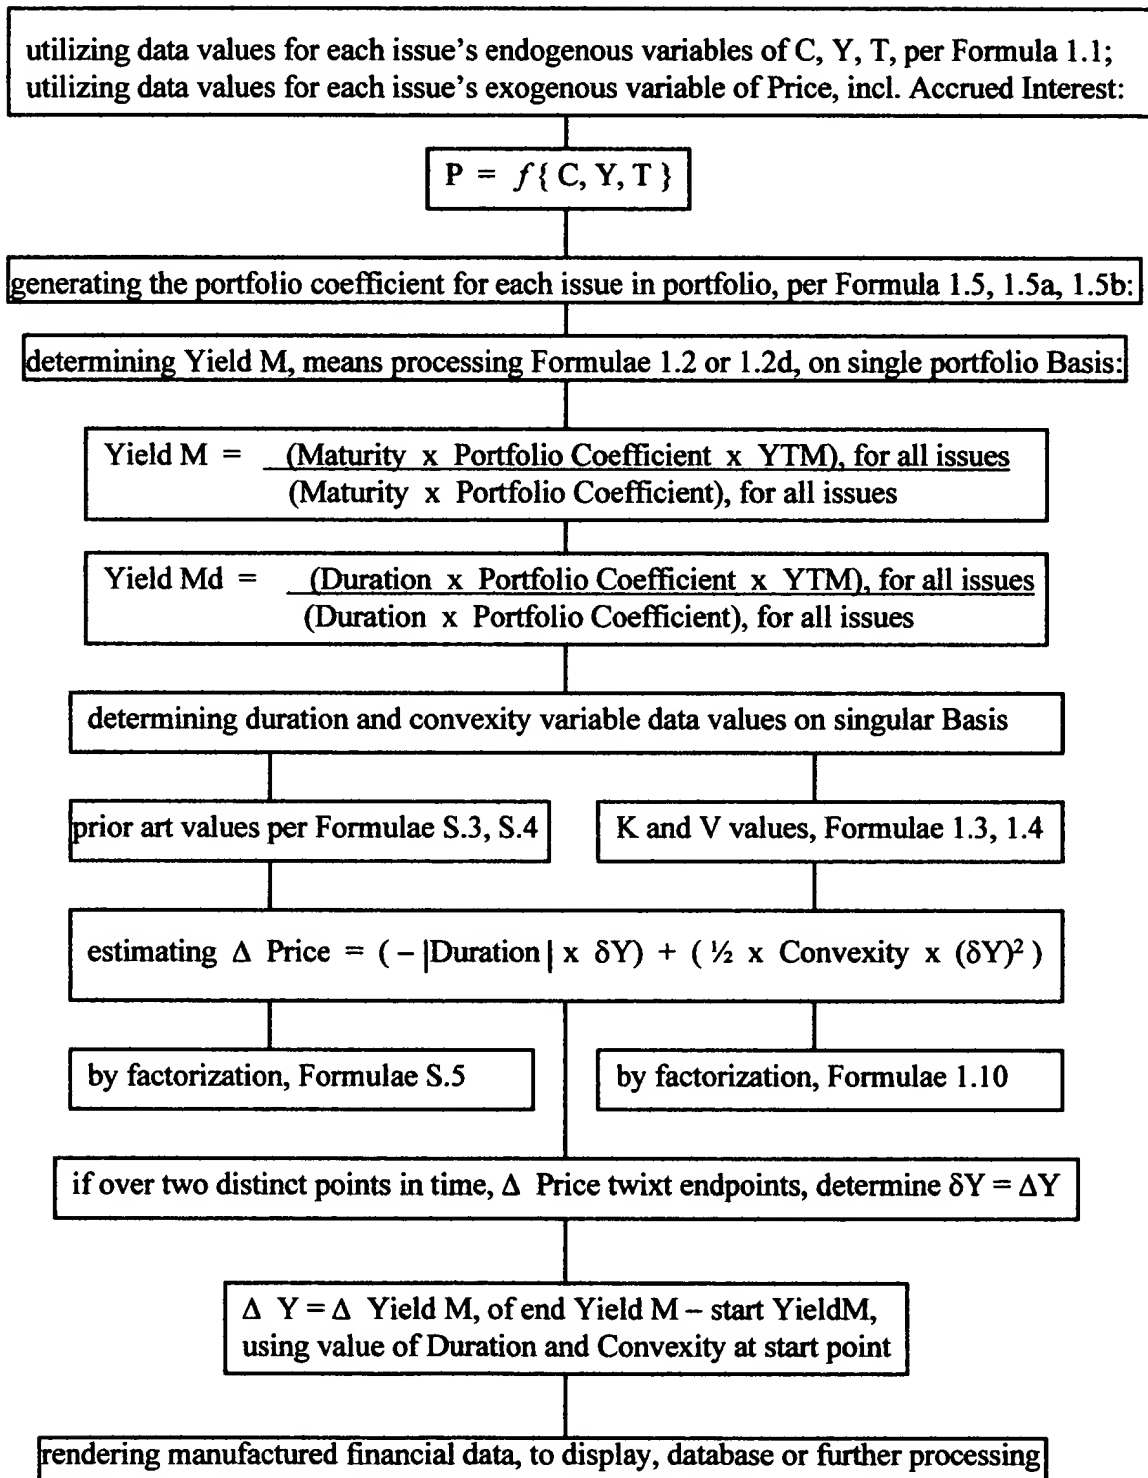 utilizing data values for each issue's endogenous variables of C, Y, T, per Formula 1.1;
utilizing data values for each issue's exogenous variable of Price, incl. Accrued Interest:
P = f{ C, Y, T }
generating the portfolio coefficient for each issue in portfolio, per Formula 1.5, 1.5a, 1.5b:
determining Yield M, means processing Formulae 1.2 or 1.2d, on single portfolio Basis:
Yield M = (Maturity x Portfolio Coefficient x YTM), for all issues
(Maturity x Portfolio Coefficient), for all issues
Yield Md = (Duration x Portfolio Coefficient x YTM), for all issues
(Duration x Portfolio Coefficient), for all issues
determining duration and convexity variable data values on singular Basis
prior art values per Formulae S.3, S.4
K and V values, Formulae 1.3, 1.4
estimating Δ Price = ( – |Duration| x δY) + ( ½ x Convexity x (δY)² )
by factorization, Formulae S.5
by factorization, Formulae 1.10
if over two distinct points in time, Δ Price twixt endpoints, determine δY = ΔY
Δ Y = Δ Yield M, of end Yield M – start YieldM,
using value of Duration and Convexity at start point
rendering manufactured financial data, to display, database or further processing